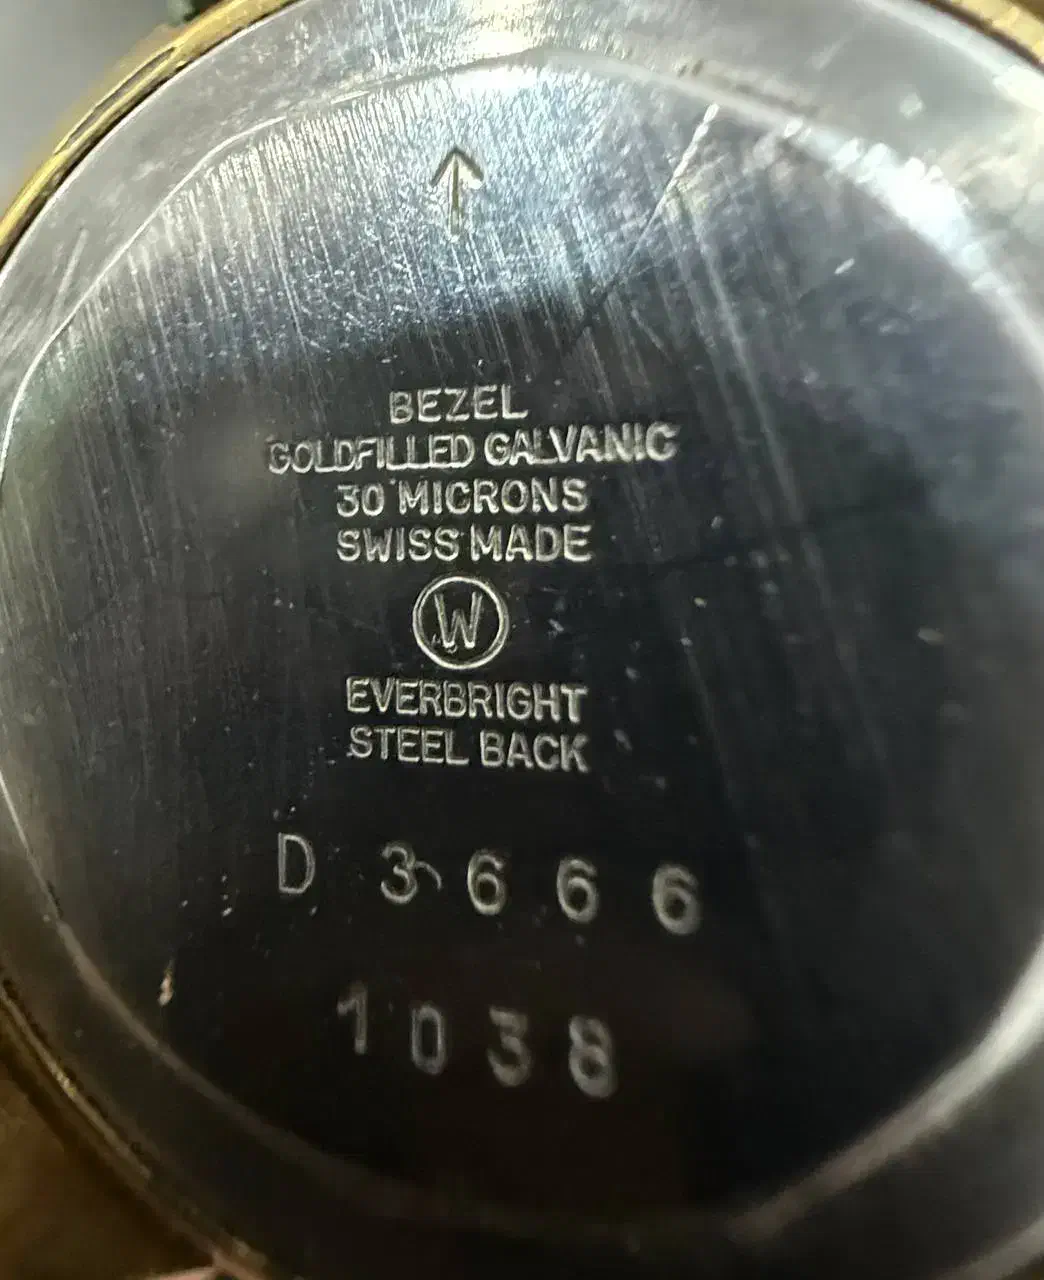 BEZEL
GOLDFILLED GALVANIC
30 MICRONS
SWISS MADE
W
EVERBRIGHT
STEEL BACK
D 3666
1038